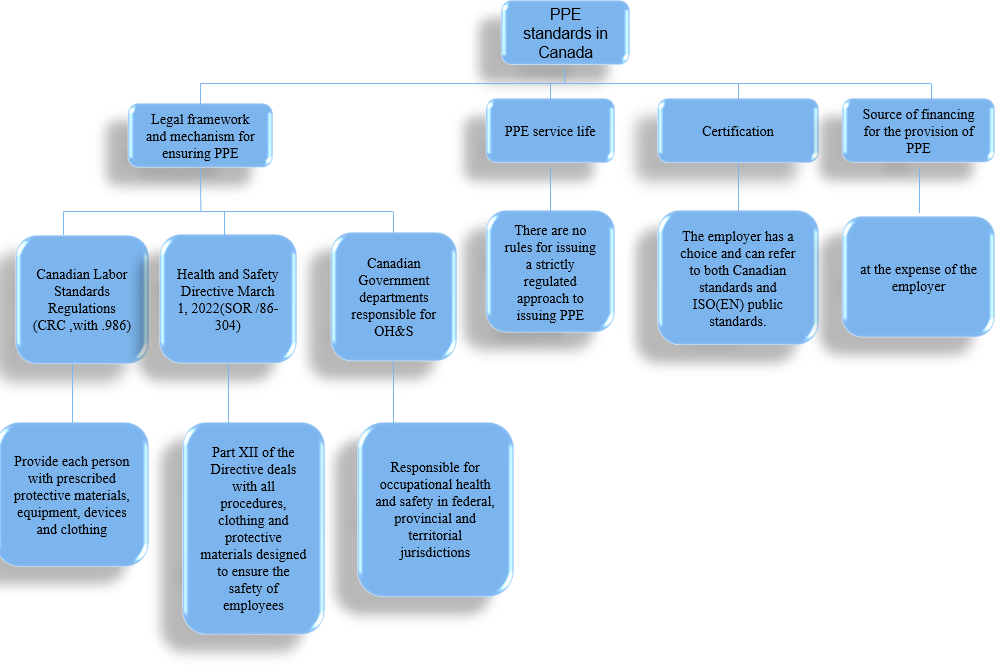 PPE
standards in
Canada
Legal framework
and mechanism for
ensuring PPE
PPE service life
Certification
Source of financing
for the provision of
PPE
Canadian Labor
Standards
Regulations
(CRC ,with .986)
Health and Safety
Directive March
1, 2022(SOR /86-
304)
Canadian
Government
departments
responsible for
OH&S
There are no
rules for issuing
a strictly
regulated
approach to
issuing PPE
The employer has a
choice and can refer
to both Canadian
standards and
ISO(EN) public
standards.
at the expense of the
employer
Provide each person
with prescribed
protective materials,
equipment, devices
and clothing
Part XII of the
Directive deals
with all
procedures,
clothing and
protective
materials designed
to ensure the
safety of
employees
Responsible for
occupational health
and safety in federal,
provincial and
territorial
jurisdictions